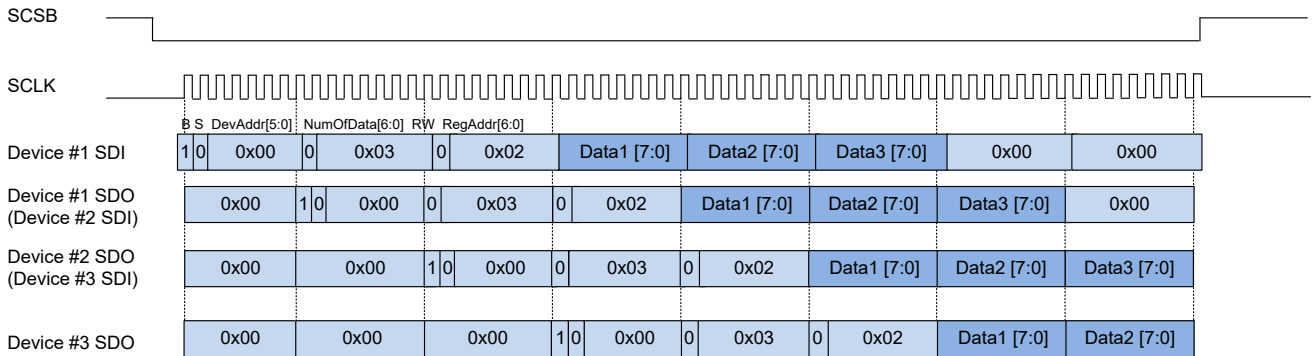 SCSB
SCLK
B S DevAddr[5:0] NumOfData[6:0] RW RegAddr[6:0]
Device #1 SDI 1 0 0x00 0 0x03 0 0x02 Data1 [7:0] Data2 [7:0] Data3 [7:0] 0x00 0x00
Device #1 SDO 0x00 1 0 0x00 0 0x03 0 0x02 Data1 [7:0] Data2 [7:0] Data3 [7:0] 0x00
(Device #2 SDI)
Device #2 SDO 0x00 0x00 1 0 0x00 0 0x03 0 0x02 Data1 [7:0] Data2 [7:0] Data3 [7:0]
(Device #3 SDI)
Device #3 SDO 0x00 0x00 0x00 1 0 0x00 0 0x03 0 0x02 Data1 [7:0] Data2 [7:0]